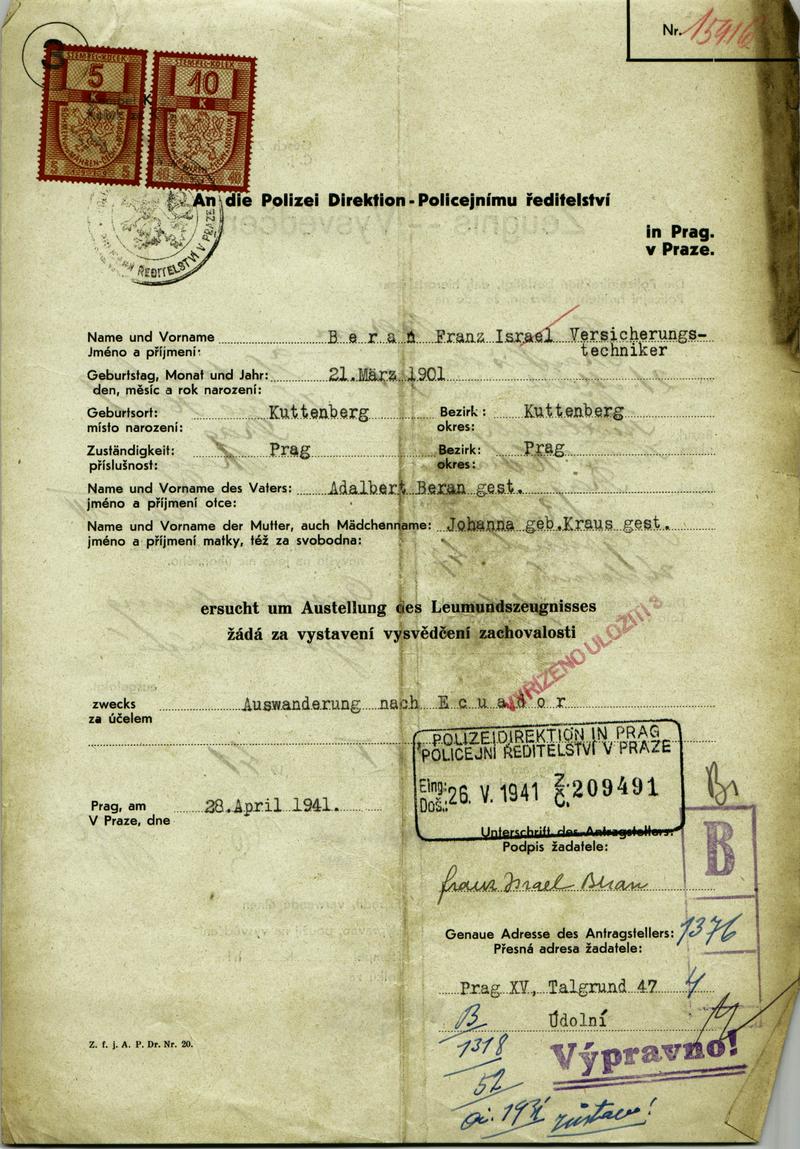 Nr. 15916
S
STEMPEL-KOLEK STEMPEL-KOLEK
5 10
K K
An die Polizei Direktion - Policejnímu ředitelství
in Prag.
v Praze.
ŘEDITELSTVÍ V PRAZE
Name und Vorname Beran Franz Israel Versicherungs-
Jméno a příjmení: techniker
Geburtstag, Monat und Jahr: 21.März 1901
den, měsíc a rok narození:
Geburtsort: Kuttenberg Bezirk: Kuttenberg
místo narození: okres:
Zuständigkeit: Prag Bezirk: Prag
příslušnost: okres:
Name und Vorname des Vaters: Adalbert Beran gest.
jméno a příjmení otce:
Name und Vorname der Mutter, auch Mädchenname: Johanna geb.Kraus gest.
jméno a příjmení matky, též za svobodna:
ersucht um Austellung des Leumundszeugnisses
žádá za vystavení vysvědčení zachovalosti
VYŘÍZENO ULOŽITI
zwecks Auswanderung nach Ecuador
za účelem
POLIZEIDIREKTION IN PRAG
POLICEJNÍ ŘEDITELSTVÍ V PRAZE
Eing.: 26. V. 1941 Z. 209491
Doš.: Č.
Prag, am 28.April 1941.
V Praze, dne
Unterschrift des Antragstellers:
Podpis žadatele:
B
Franz Israel Beran
Genaue Adresse des Antragstellers: 1376
Přesná adresa žadatele:
Prag XV., Talgrund 47 4
Údolní
B
1318
52
Výpravno!
Z. f. j. A. P. Dr. Nr. 20.